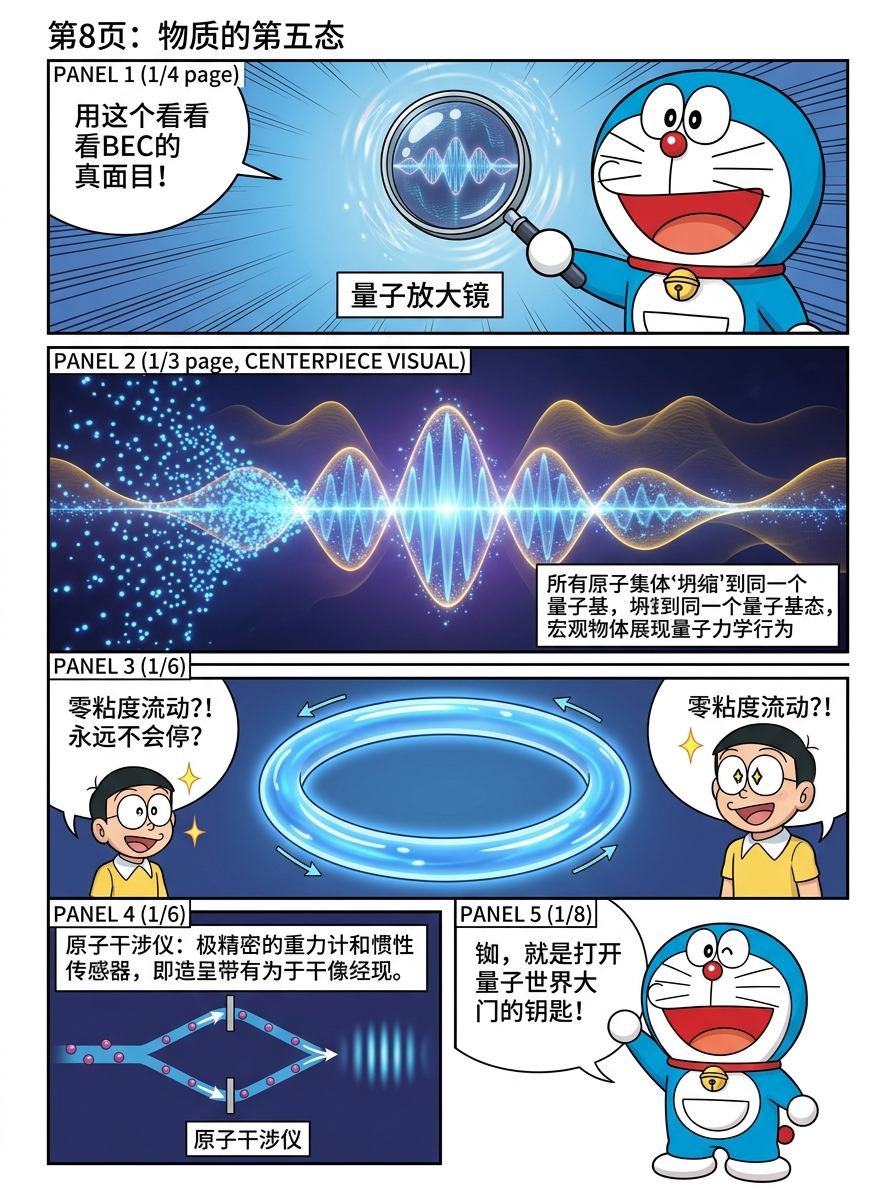 第8页：物质的第五态
PANEL 1 (1/4 page)
用这个看看
看BEC的
真面目！
量子放大镜
PANEL 2 (1/3 page, CENTERPIECE VISUAL)
所有原子集体‘坍缩’到同一个
量子基，坍到同一个量子基态，
宏观物体展现量子力学行为
PANEL 3 (1/6)
零粘度流动?!
永远不会停?
零粘度流动?!
PANEL 4 (1/6)
原子干涉仪：极精密的重力计和惯性
传感器，即造呈带有为于干像经现。
原子干涉仪
PANEL 5 (1/8)
铷，就是打开
量子世界大
门的钥匙！